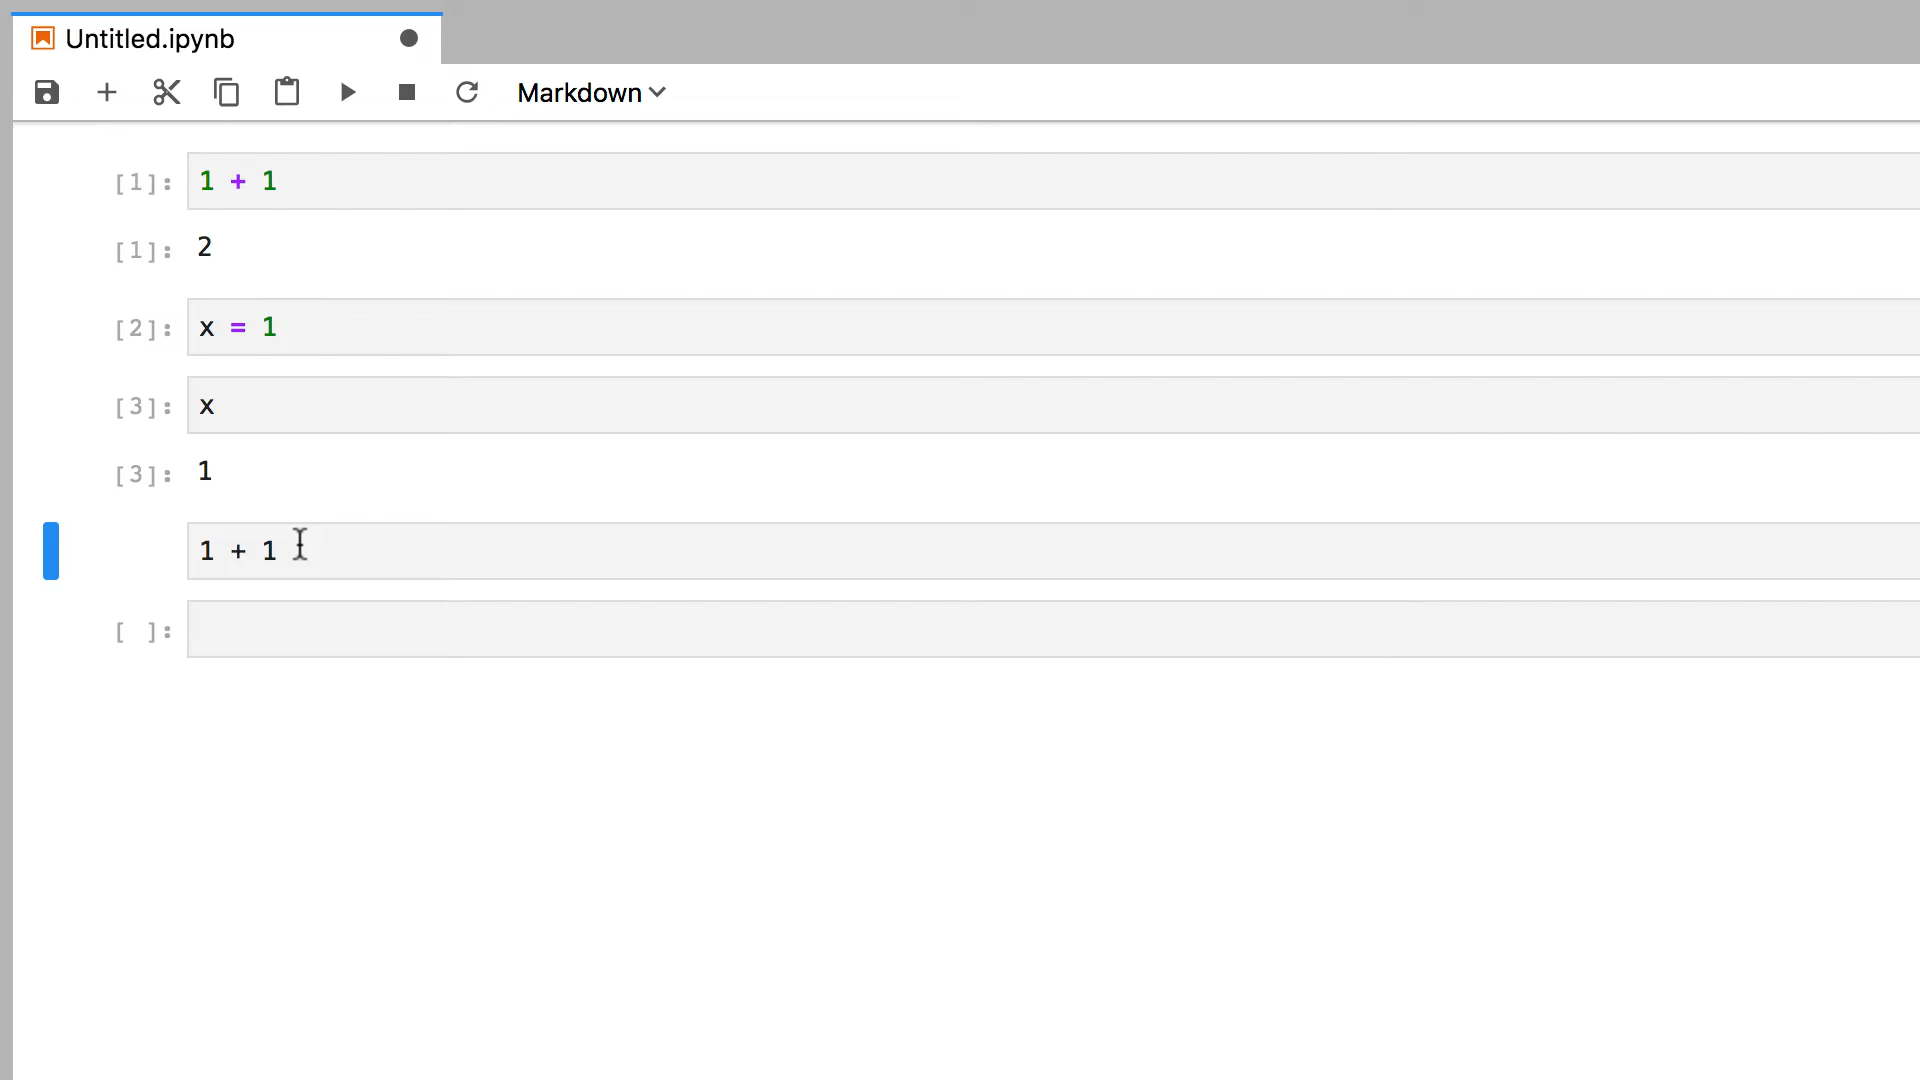 Untitled.ipynb
Markdown
[1]: 1 + 1
[1]: 2
[2]: x = 1
[3]: x
[3]: 1
1 + 1
[ ]: